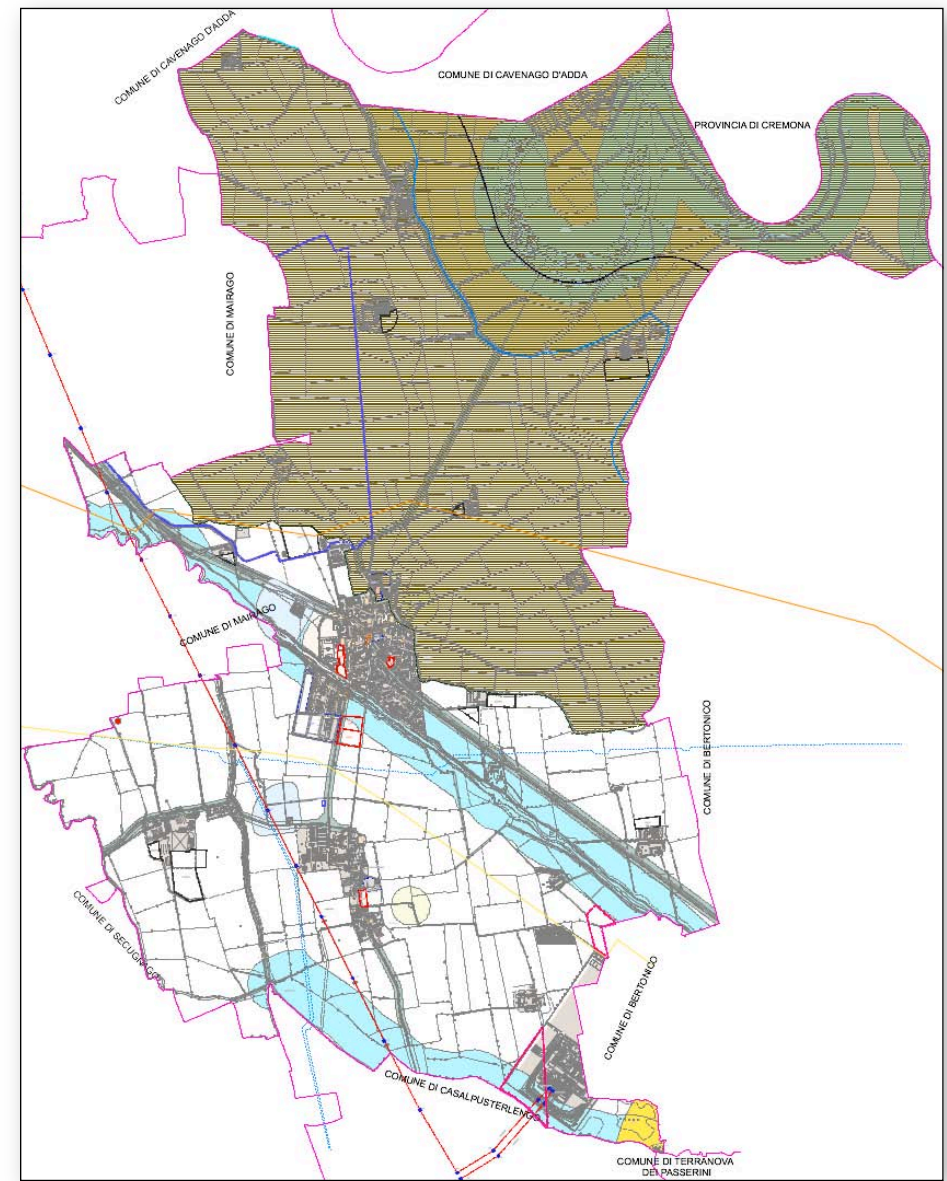 COMUNE DI CAVENAGO D'ADDA
COMUNE DI CAVENAGO D'ADDA
PROVINCIA DI CREMONA
COMUNE DI MAIRAGO
COMUNE DI MAIRAGO
COMUNE DI BERTONICO
COMUNE DI SECUGNAGO
COMUNE DI BERTONICO
COMUNE DI CASALPUSTERLENGO
COMUNE DI TERRANOVA
DEI PASSERINI